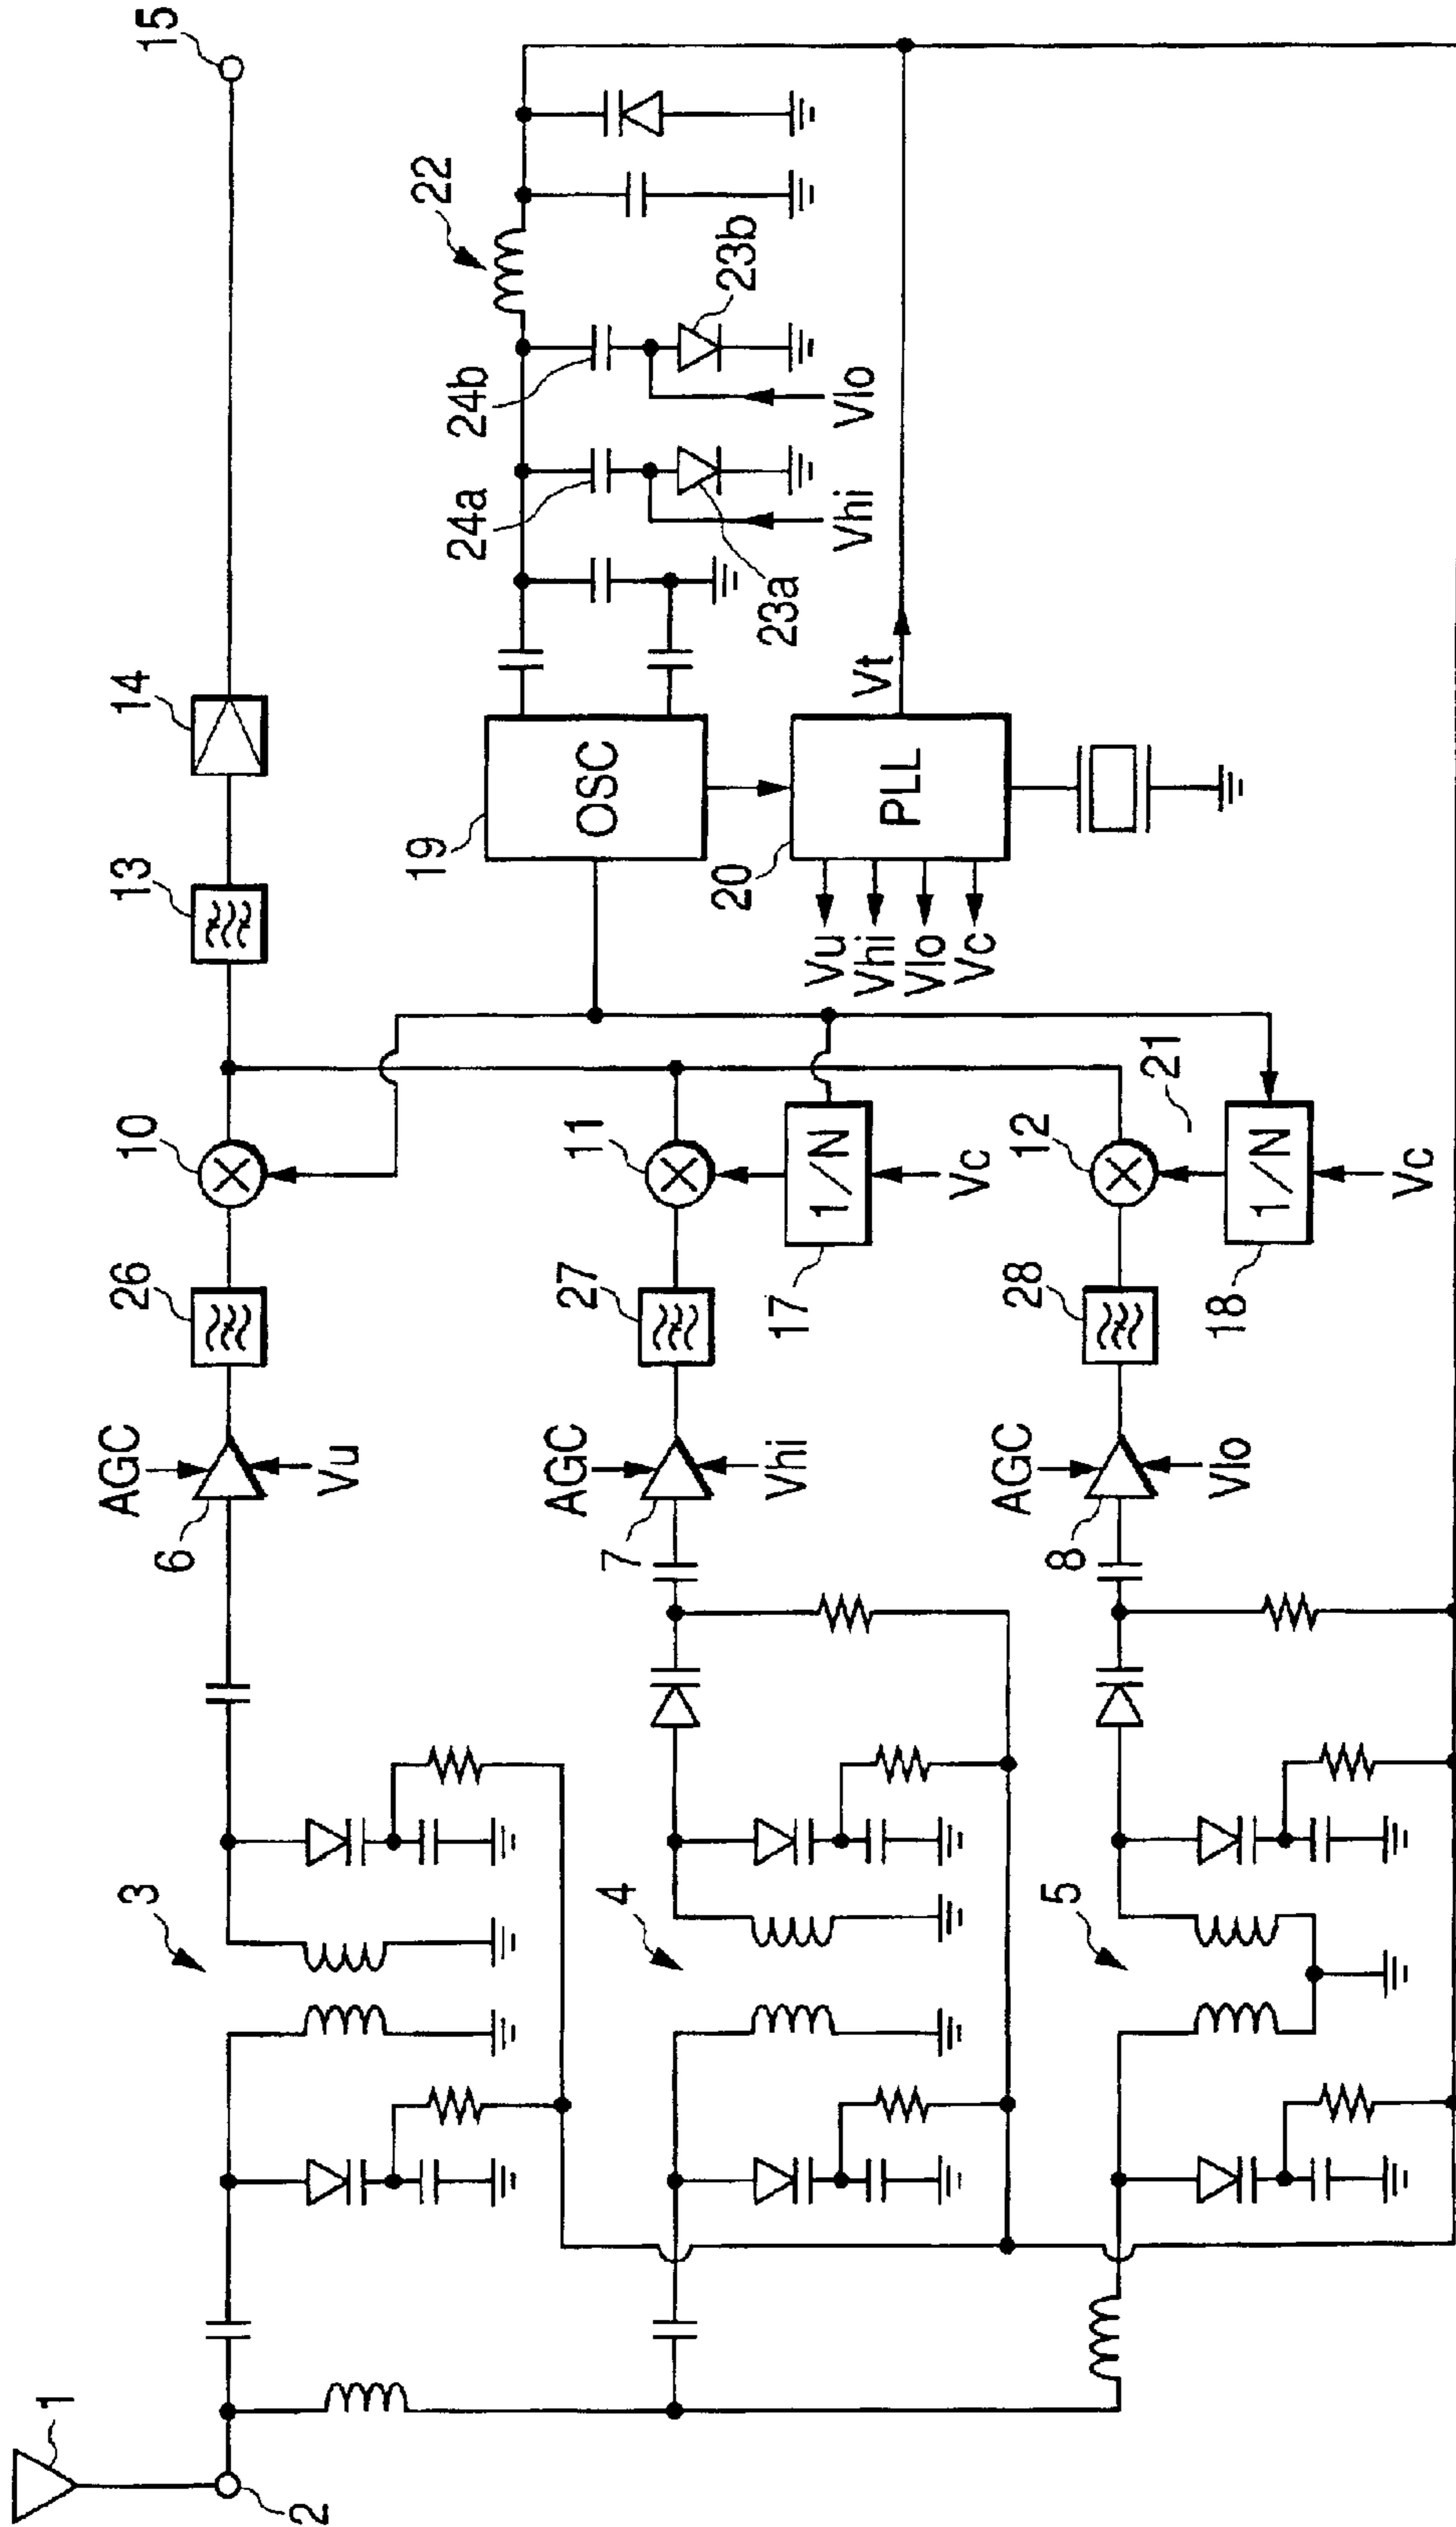 1
2
3
AGC
6
Vu
26
10
13
14
15
4
AGC
7
Vhi
27
11
1/N
17
Vc
5
AGC
8
Vlo
28
12
21
1/N
18
Vc
OSC
19
PLL
20
Vu
Vhi
Vlo
Vc
Vt
24a
24b
22
23a
23b
Vhi
Vlo